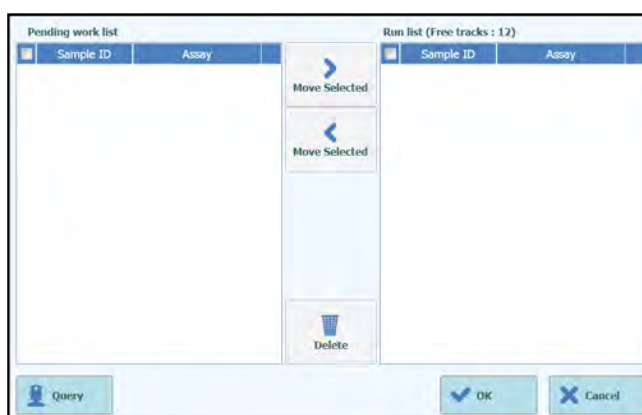 Pending work list
Run list (Free tracks : 12)
Sample ID Assay
Sample ID Assay
Move Selected
Move Selected
Delete
Query
OK
Cancel